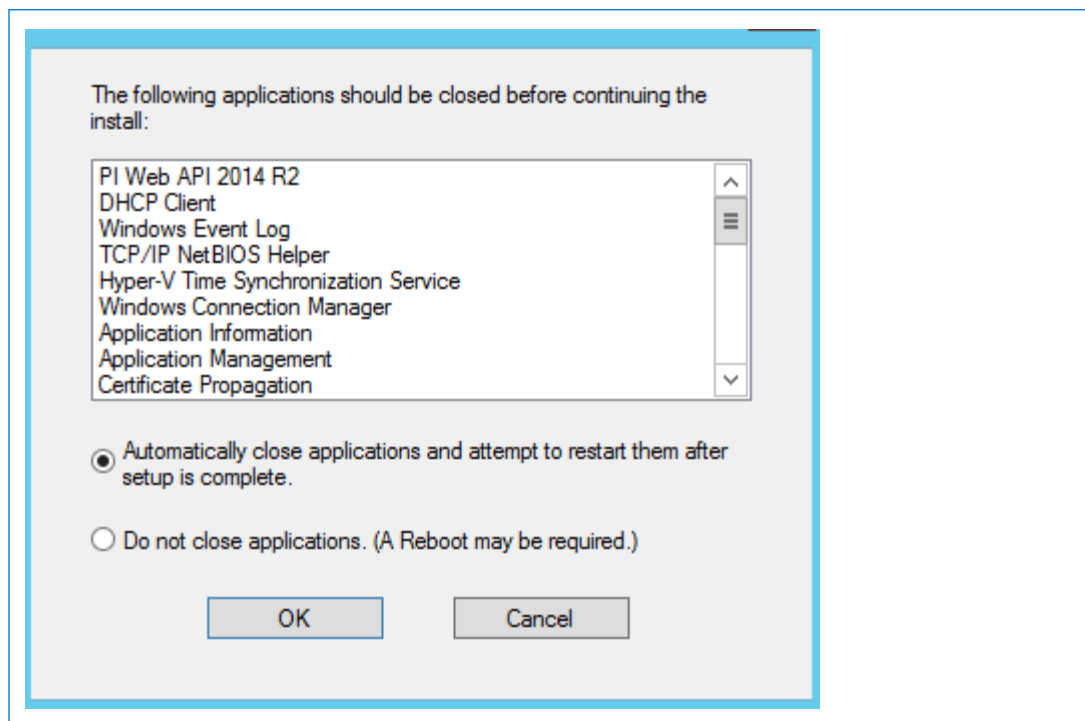 The following applications should be closed before continuing the
install:
PI Web API 2014 R2
DHCP Client
Windows Event Log
TCP/IP NetBIOS Helper
Hyper-V Time Synchronization Service
Windows Connection Manager
Application Information
Application Management
Certificate Propagation
Automatically close applications and attempt to restart them after
setup is complete.
Do not close applications. (A Reboot may be required.)
OK
Cancel